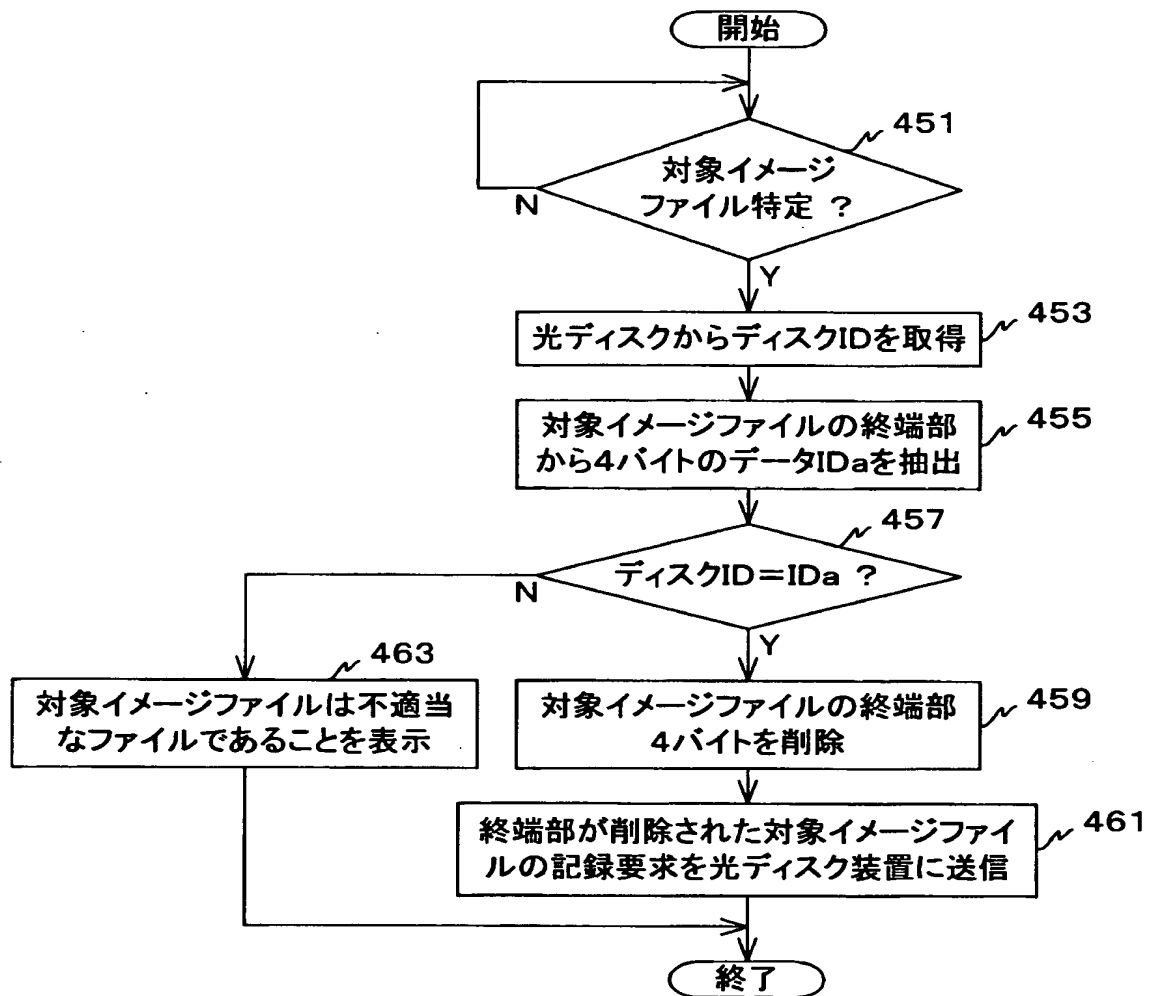 開始
451
対象イメージ
ファイル特定 ?
N
Y
光ディスクからディスクIDを取得
453
対象イメージファイルの終端部
から4バイトのデータIDaを抽出
455
457
ディスクID=IDa ?
N
Y
463
対象イメージファイルは不適当
なファイルであることを表示
対象イメージファイルの終端部
4バイトを削除
459
終端部が削除された対象イメージファイ
ルの記録要求を光ディスク装置に送信
461
終了